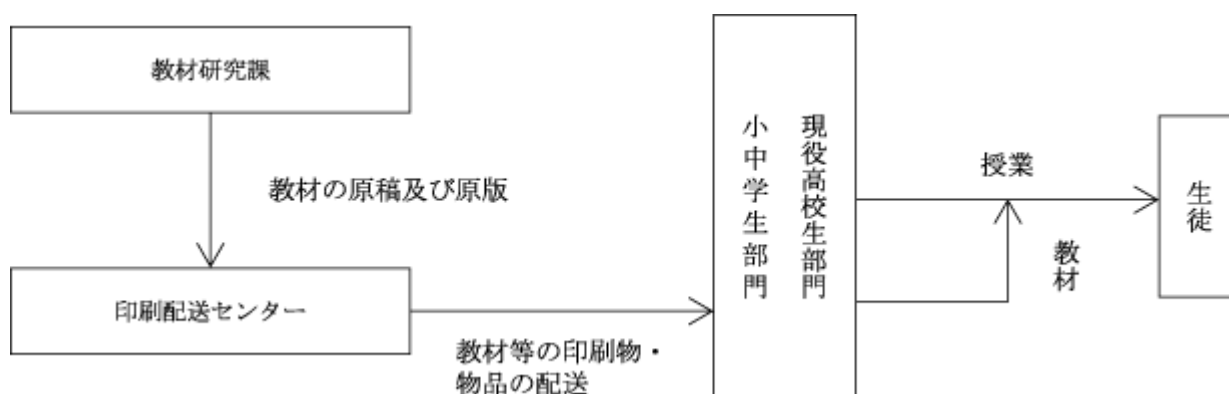 教材研究課
教材の原稿及び原版
印刷配送センター
教材等の印刷物・
物品の配送
現役高校生部門
小中学生部門
授業
教材
生徒